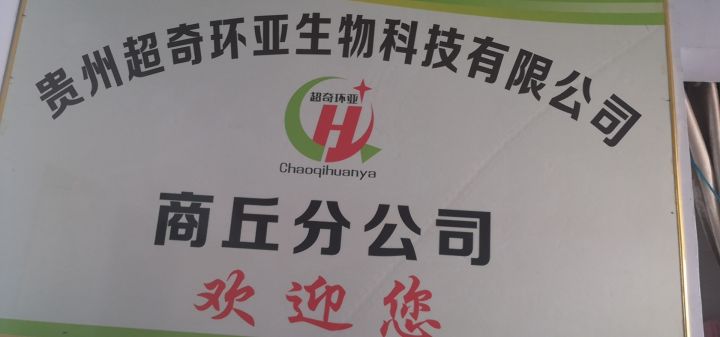 贵州超奇环亚生物科技有限公司
超奇环亚
Chaoqihuanya
商丘分公司
欢迎您